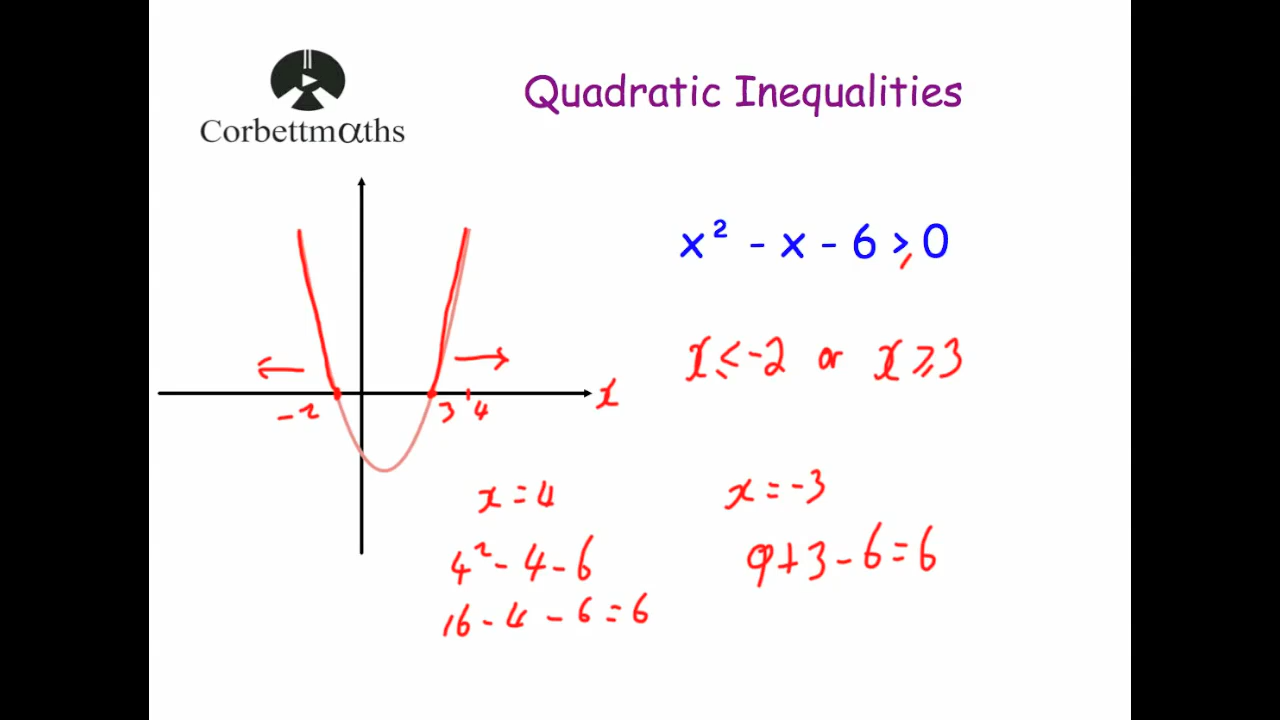 Corbettmαths
Quadratic Inequalities
x² - x - 6 ⩾ 0
x ⩽ -2 or x ⩾ 3
-2 3 4 x
x = 4
4² - 4 - 6
16 - 4 - 6 = 6
x = -3
9 + 3 - 6 = 6